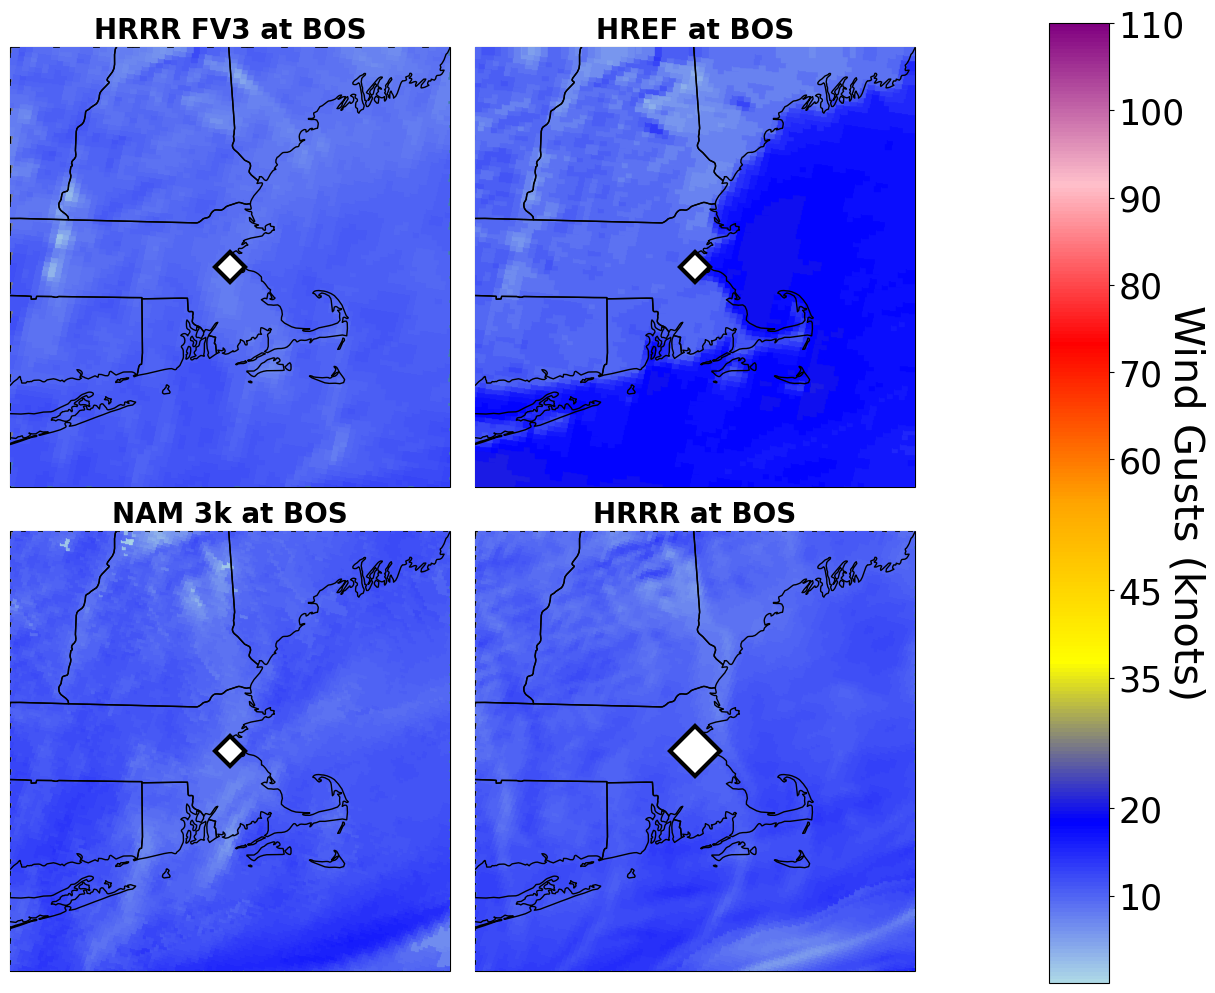 HRRR FV3 at BOS
HREF at BOS
NAM 3k at BOS
HRRR at BOS
110
100
90
80
70
60
45
35
20
10
Wind Gusts (knots)